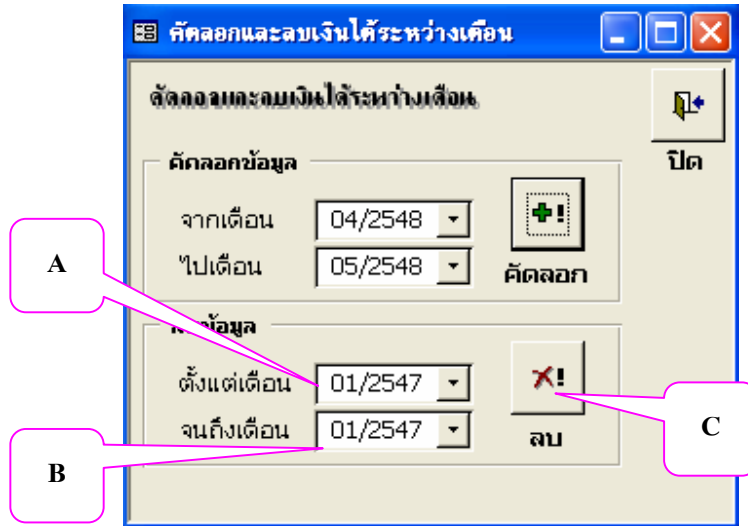 คัดลอกและลบเงินได้ระหว่างเดือน
คัดลอกและลบเงินได้ระหว่างเดือน
ปิด
คัดลอกข้อมูล
จากเดือน 04/2548
ไปเดือน 05/2548
คัดลอก
A
ข้อมูล
ตั้งแต่เดือน 01/2547
จนถึงเดือน 01/2547
ลบ
C
B